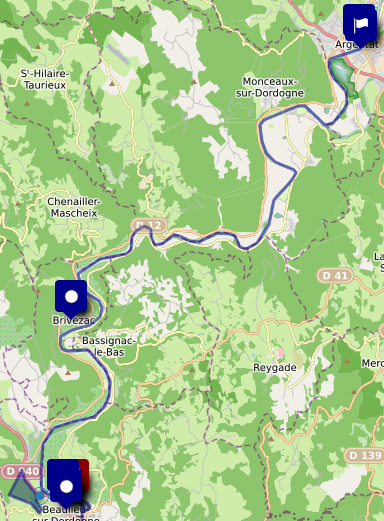 Argentat
Sᵗ-Hilaire-
Taurieux
Monceaux-
sur-Dordogne
Chenailler-
Mascheix
D 12
D 41
Brivezac
Bassignac-
le-Bas
Reygade
D 139
D 940
sur-Dordogne